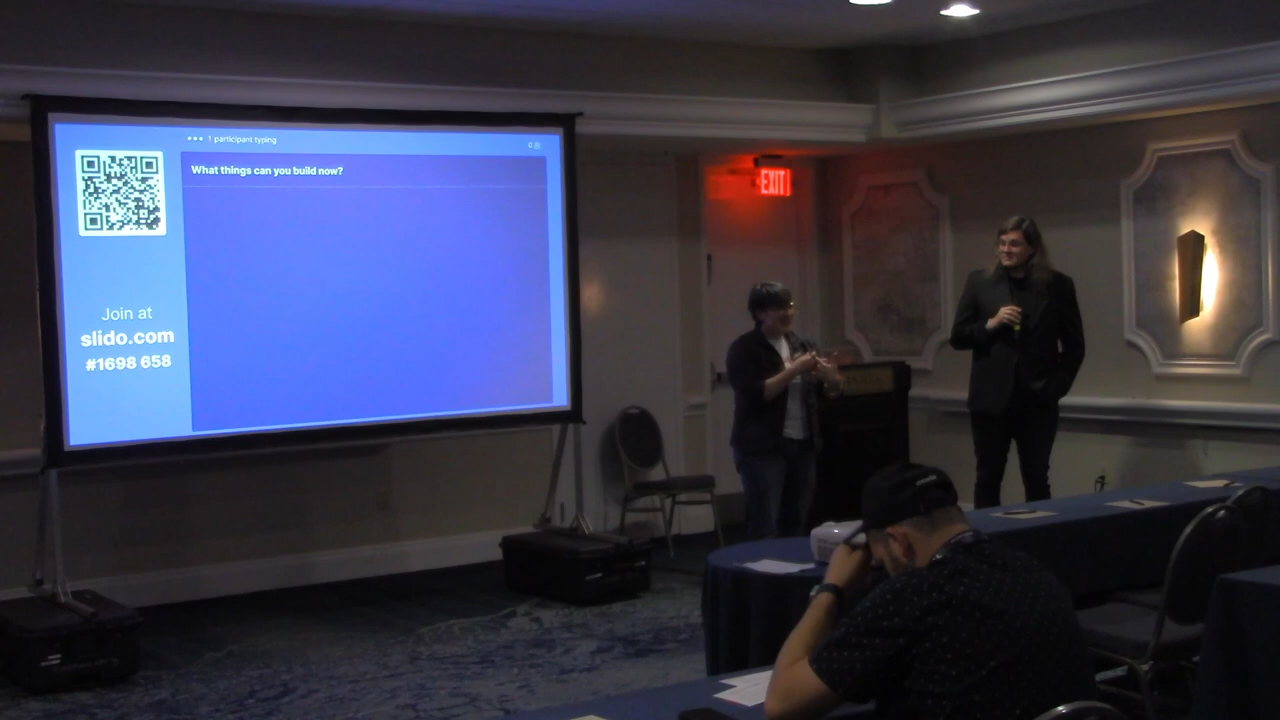 1 participant typing
What things can you build now?
Join at
slido.com
#1698 658
EXIT